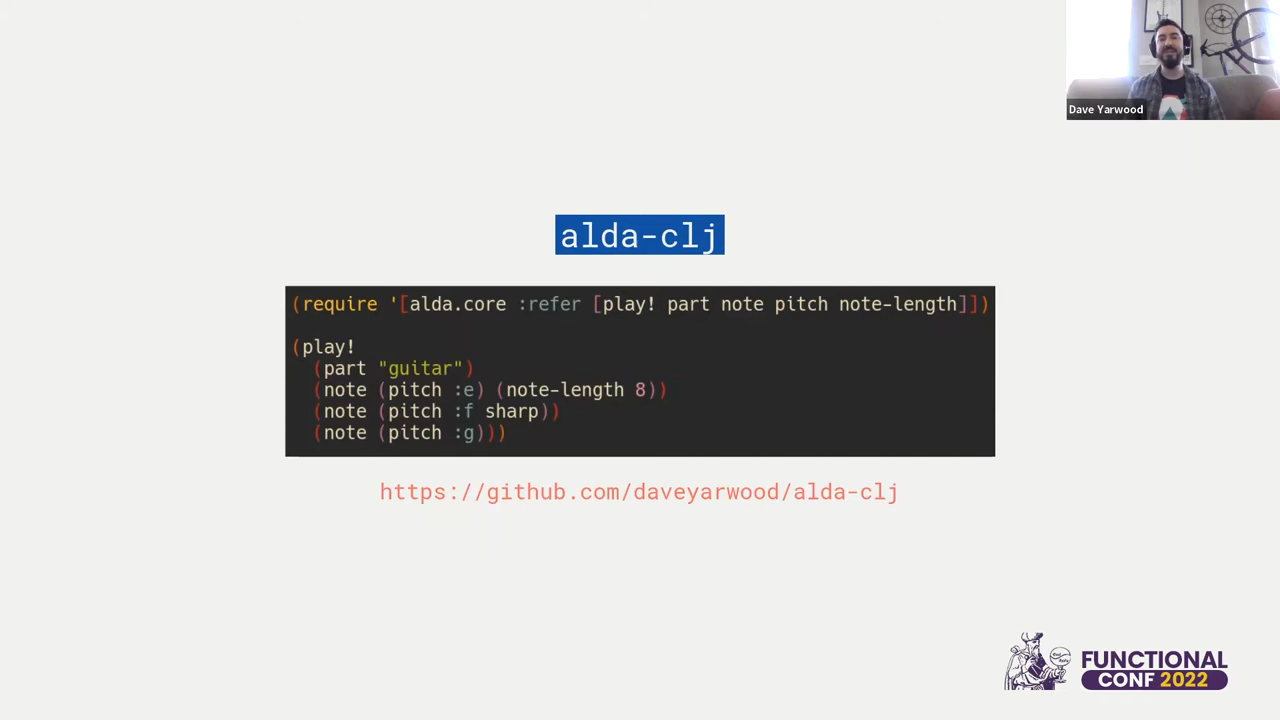 Dave Yarwood
alda-clj
(require '[alda.core :refer [play! part note pitch note-length]])
(play!
(part "guitar")
(note (pitch :e) (note-length 8))
(note (pitch :f sharp))
(note (pitch :g)))
https://github.com/daveyarwood/alda-clj
FUNCTIONAL
CONF 2022